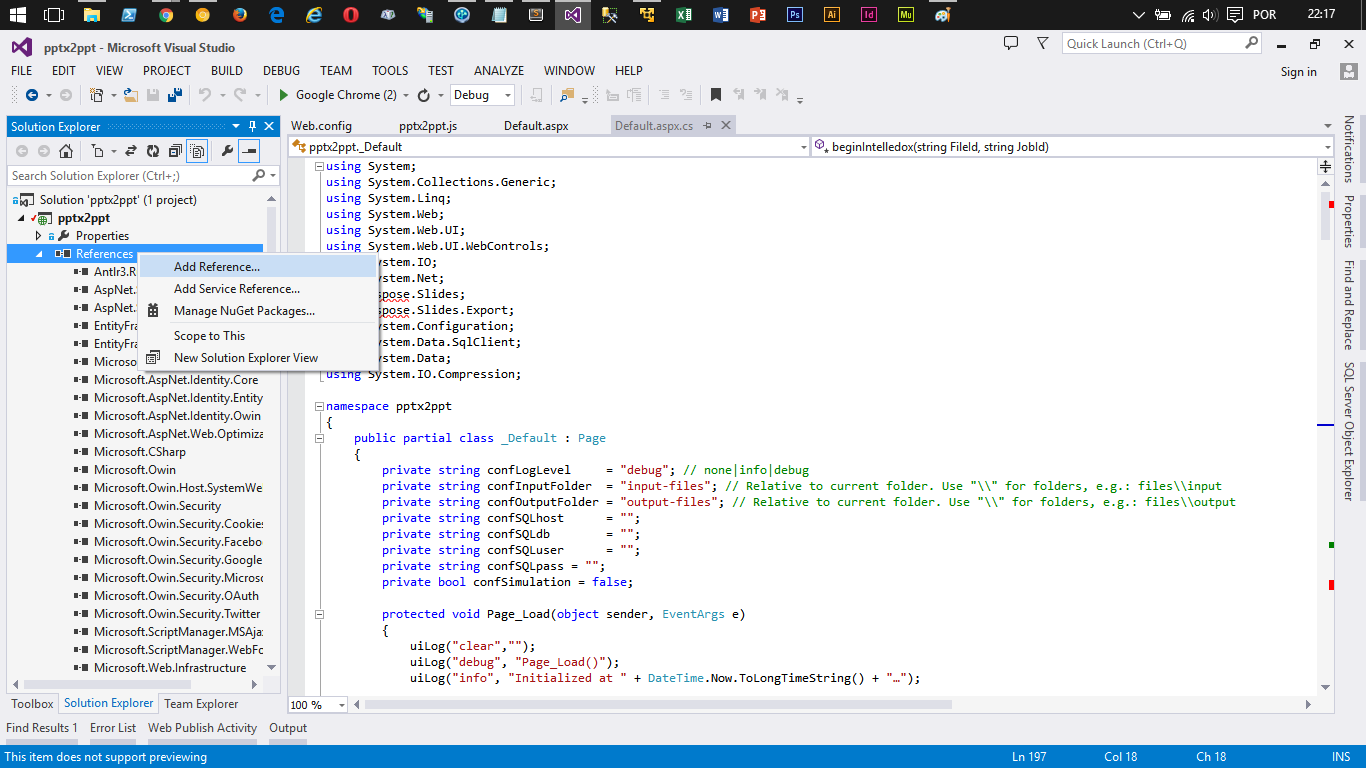 POR
22:17
pptx2ppt - Microsoft Visual Studio
Quick Launch (Ctrl+Q)
FILE EDIT VIEW PROJECT BUILD DEBUG TEAM TOOLS TEST ANALYZE WINDOW HELP
Sign in
Google Chrome (2)
Debug
Solution Explorer
Search Solution Explorer (Ctrl+;)
Solution 'pptx2ppt' (1 project)
pptx2ppt
Properties
References
Antlr3.R
AspNet.
AspNet.
EntityFra
EntityFra
Microso
Microsoft.AspNet.Identity.Core
Microsoft.AspNet.Identity.Entity
Microsoft.AspNet.Identity.Owin
Microsoft.AspNet.Web.Optimiza
Microsoft.CSharp
Microsoft.Owin
Microsoft.Owin.Host.SystemWe
Microsoft.Owin.Security
Microsoft.Owin.Security.Cookies
Microsoft.Owin.Security.Facebo
Microsoft.Owin.Security.Google
Microsoft.Owin.Security.Microso
Microsoft.Owin.Security.OAuth
Microsoft.Owin.Security.Twitter
Microsoft.ScriptManager.MSAjax
Microsoft.ScriptManager.WebFo
Microsoft.Web.Infrastructure
Add Reference...
Add Service Reference...
Manage NuGet Packages...
Scope to This
New Solution Explorer View
Toolbox Solution Explorer Team Explorer
Web.config pptx2ppt.js Default.aspx Default.aspx.cs
pptx2ppt._Default
beginIntelledox(string FileId, string JobId)
using System;
using System.Collections.Generic;
using System.Linq;
using System.Web;
using System.Web.UI;
using System.Web.UI.WebControls;
ystem.IO;
ystem.Net;
spose.Slides;
spose.Slides.Export;
ystem.Configuration;
ystem.Data.SqlClient;
ystem.Data;
using System.IO.Compression;
namespace pptx2ppt
{
public partial class _Default : Page
{
private string confLogLevel = "debug"; // none|info|debug
private string confInputFolder = "input-files"; // Relative to current folder. Use "\\" for folders, e.g.: files\\input
private string confOutputFolder = "output-files"; // Relative to current folder. Use "\\" for folders, e.g.: files\\output
private string confSQLhost = "";
private string confSQLdb = "";
private string confSQLuser = "";
private string confSQLpass = "";
private bool confSimulation = false;
protected void Page_Load(object sender, EventArgs e)
{
uiLog("clear","");
uiLog("debug", "Page_Load()");
uiLog("info", "Initialized at " + DateTime.Now.ToLongTimeString() + "…");
100 %
Notifications
Properties
Find and Replace
SQL Server Object Explorer
Find Results 1 Error List Web Publish Activity Output
This item does not support previewing
Ln 197 Col 18 Ch 18 INS